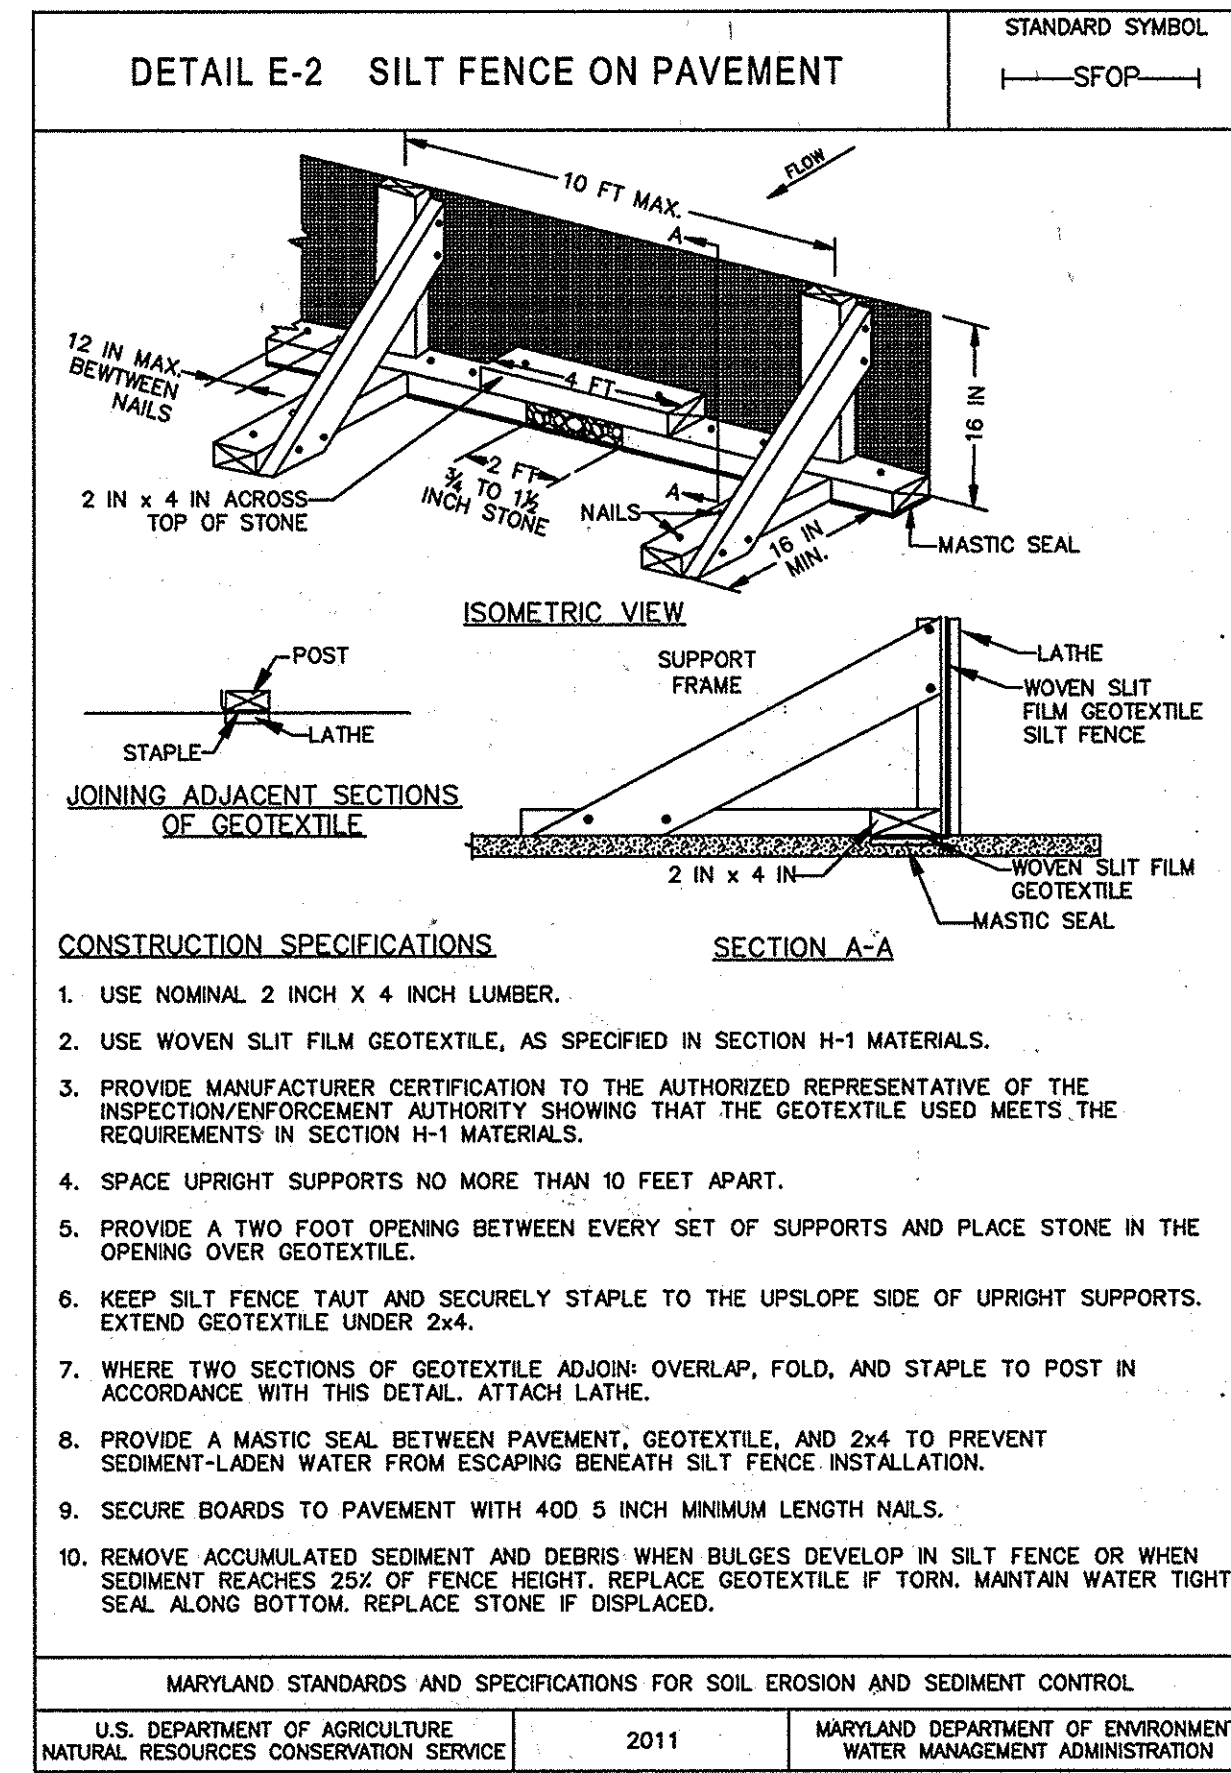 DETAIL E-2 SILT FENCE ON PAVEMENT
STANDARD SYMBOL
SFOP
FLOW
10 FT MAX.
A
12 IN MAX.
BEWTWEEN
NAILS
4 FT
16 IN
2 FT
¾ TO 1½
INCH STONE
2 IN x 4 IN ACROSS
TOP OF STONE
A
NAILS
16 IN
MIN.
MASTIC SEAL
ISOMETRIC VIEW
POST
STAPLE
LATHE
JOINING ADJACENT SECTIONS
OF GEOTEXTILE
SUPPORT
FRAME
LATHE
WOVEN SLIT
FILM GEOTEXTILE
SILT FENCE
2 IN x 4 IN
WOVEN SLIT FILM
GEOTEXTILE
MASTIC SEAL
SECTION A-A
CONSTRUCTION SPECIFICATIONS
1. USE NOMINAL 2 INCH X 4 INCH LUMBER.
2. USE WOVEN SLIT FILM GEOTEXTILE, AS SPECIFIED IN SECTION H-1 MATERIALS.
3. PROVIDE MANUFACTURER CERTIFICATION TO THE AUTHORIZED REPRESENTATIVE OF THE
INSPECTION/ENFORCEMENT AUTHORITY SHOWING THAT THE GEOTEXTILE USED MEETS THE
REQUIREMENTS IN SECTION H-1 MATERIALS.
4. SPACE UPRIGHT SUPPORTS NO MORE THAN 10 FEET APART.
5. PROVIDE A TWO FOOT OPENING BETWEEN EVERY SET OF SUPPORTS AND PLACE STONE IN THE
OPENING OVER GEOTEXTILE.
6. KEEP SILT FENCE TAUT AND SECURELY STAPLE TO THE UPSLOPE SIDE OF UPRIGHT SUPPORTS.
EXTEND GEOTEXTILE UNDER 2x4.
7. WHERE TWO SECTIONS OF GEOTEXTILE ADJOIN: OVERLAP, FOLD, AND STAPLE TO POST IN
ACCORDANCE WITH THIS DETAIL. ATTACH LATHE.
8. PROVIDE A MASTIC SEAL BETWEEN PAVEMENT, GEOTEXTILE, AND 2x4 TO PREVENT
SEDIMENT-LADEN WATER FROM ESCAPING BENEATH SILT FENCE INSTALLATION.
9. SECURE BOARDS TO PAVEMENT WITH 40D 5 INCH MINIMUM LENGTH NAILS.
10. REMOVE ACCUMULATED SEDIMENT AND DEBRIS WHEN BULGES DEVELOP IN SILT FENCE OR WHEN
SEDIMENT REACHES 25% OF FENCE HEIGHT. REPLACE GEOTEXTILE IF TORN. MAINTAIN WATER TIGHT
SEAL ALONG BOTTOM. REPLACE STONE IF DISPLACED.
MARYLAND STANDARDS AND SPECIFICATIONS FOR SOIL EROSION AND SEDIMENT CONTROL
U.S. DEPARTMENT OF AGRICULTURE
NATURAL RESOURCES CONSERVATION SERVICE
2011
MARYLAND DEPARTMENT OF ENVIRONMEN
WATER MANAGEMENT ADMINISTRATION